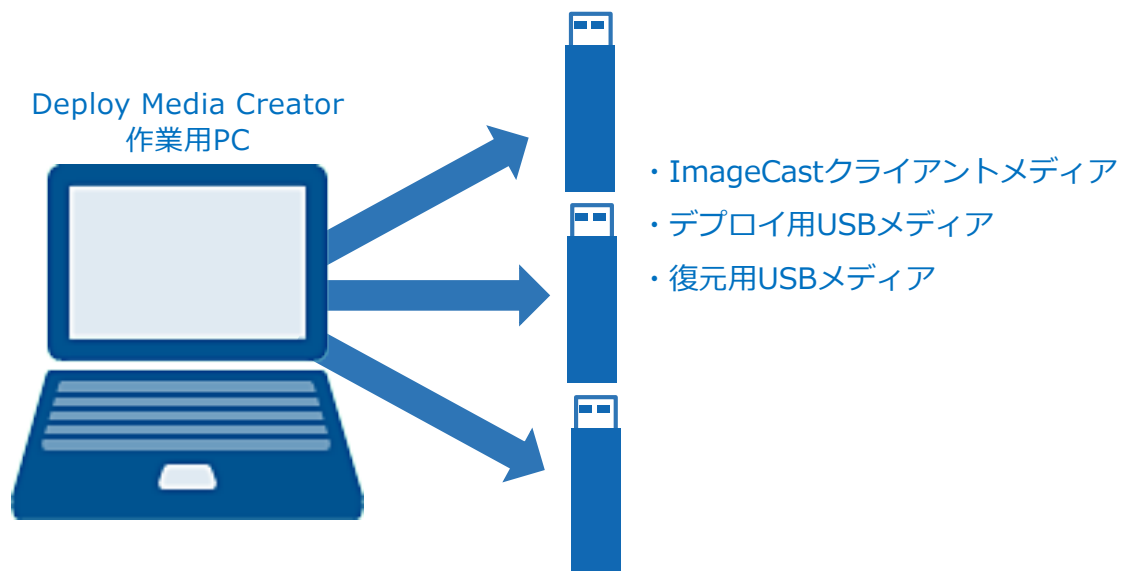 Deploy Media Creator
作業用PC
・ImageCastクライアントメディア
・デプロイ用USBメディア
・復元用USBメディア